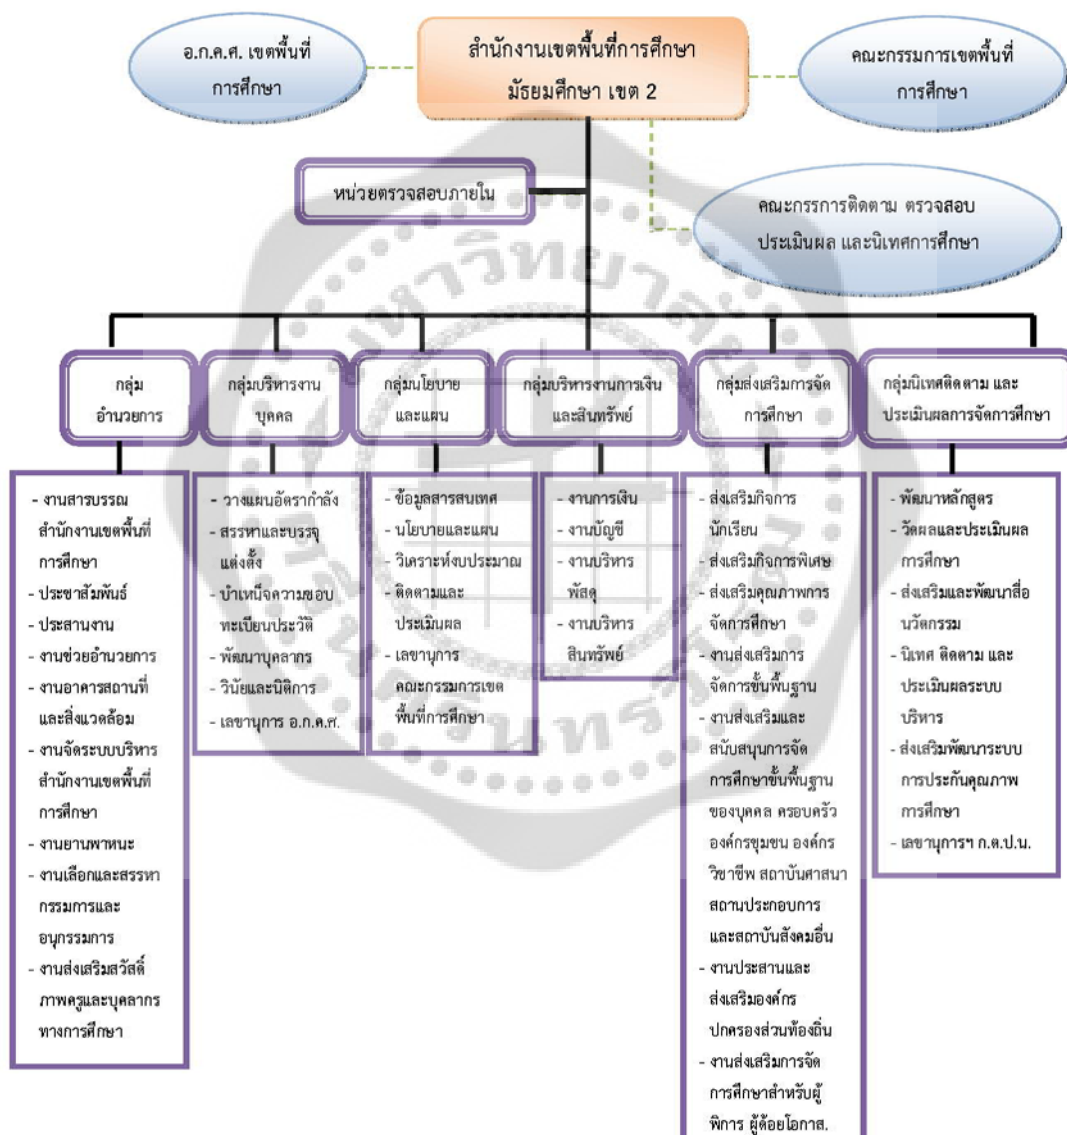 อ.ก.ค.ศ. เขตพื้นที่
การศึกษา
สำนักงานเขตพื้นที่การศึกษา
มัธยมศึกษา เขต 2
คณะกรรมการเขตพื้นที่
การศึกษา
หน่วยตรวจสอบภายใน
คณะกรรการติดตาม ตรวจสอบ
ประเมินผล และนิเทศการศึกษา
กลุ่ม
อำนวยการ
กลุ่มบริหารงาน
บุคคล
กลุ่มนโยบาย
และแผน
กลุ่มบริหารงานการเงิน
และสินทรัพย์
กลุ่มส่งเสริมการจัด
การศึกษา
กลุ่มนิเทศติดตาม และ
ประเมินผลการจัดการศึกษา
- งานสารบรรณ
สำนักงานเขตพื้นที่
การศึกษา
- ประชาสัมพันธ์
- ประสานงาน
- งานช่วยอำนวยการ
- งานอาคารสถานที่
และสิ่งแวดล้อม
- งานจัดระบบบริหาร
สำนักงานเขตพื้นที่
การศึกษา
- งานยานพาหนะ
- งานเลือกและสรรหา
กรรมการและ
อนุกรรมการ
- งานส่งเสริมสวัสดิ์
ภาพครูและบุคลากร
ทางการศึกษา
- วางแผนอัตรากำลัง
- สรรหาและบรรจุ
แต่งตั้ง
- บำเหน็จความชอบ
ทะเบียนประวัติ
- พัฒนาบุคลากร
- วินัยและนิติการ
- เลขานุการ อ.ก.ค.ศ.
- ข้อมูลสารสนเทศ
- นโยบายและแผน
- วิเคราะห์งบประมาณ
- ติดตามและ
ประเมินผล
- เลขานุการ
คณะกรรมการเขต
พื้นที่การศึกษา
- งานการเงิน
- งานบัญชี
- งานบริหาร
พัสดุ
- งานบริหาร
สินทรัพย์
- ส่งเสริมกิจการ
นักเรียน
- ส่งเสริมกิจการพิเศษ
- ส่งเสริมคุณภาพการ
จัดการศึกษา
- งานส่งเสริมการ
จัดการขั้นพื้นฐาน
- งานส่งเสริมและ
สนับสนุนการจัด
การศึกษาขั้นพื้นฐาน
ของบุคคล ครอบครัว
องค์กรชุมชน องค์กร
วิชาชีพ สถาบันศาสนา
สถานประกอบการ
และสถาบันสังคมอื่น
- งานประสานและ
ส่งเสริมองค์กร
ปกครองส่วนท้องถิ่น
- งานส่งเสริมการจัด
การศึกษาสำหรับผู้
พิการ ผู้ด้อยโอกาส.
- พัฒนาหลักสูตร
- วัดผลและประเมินผล
การศึกษา
- ส่งเสริมและพัฒนาสื่อ
นวัตกรรม
- นิเทศ ติดตาม และ
ประเมินผลระบบ
บริหาร
- ส่งเสริมพัฒนาระบบ
การประกันคุณภาพ
การศึกษา
- เลขานุการฯ ก.ต.ป.น.
มหาวิทยาลัย
ศรีนครินทรวิโรฒ